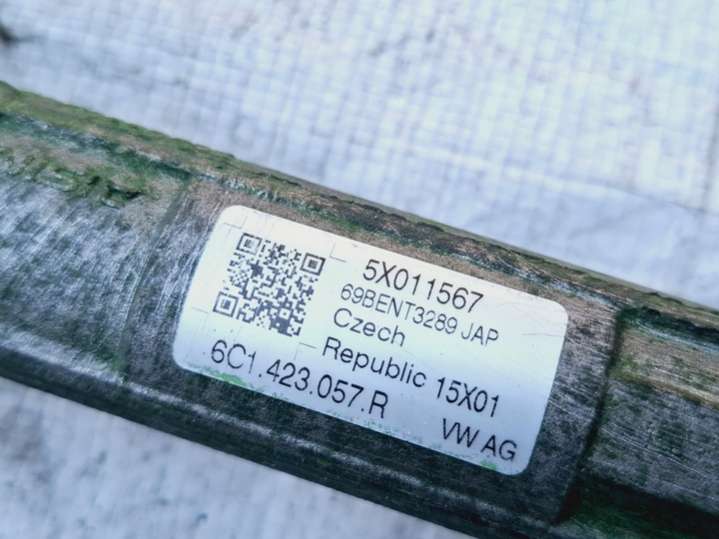 5X011567
69BENT3289 JAP
Czech
Republic 15X01
6C1.423.057.R
VW AG